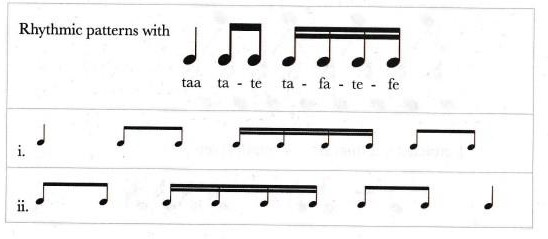 Rhythmic patterns with
taa ta - te ta - fa - te - fe
i.
ii.